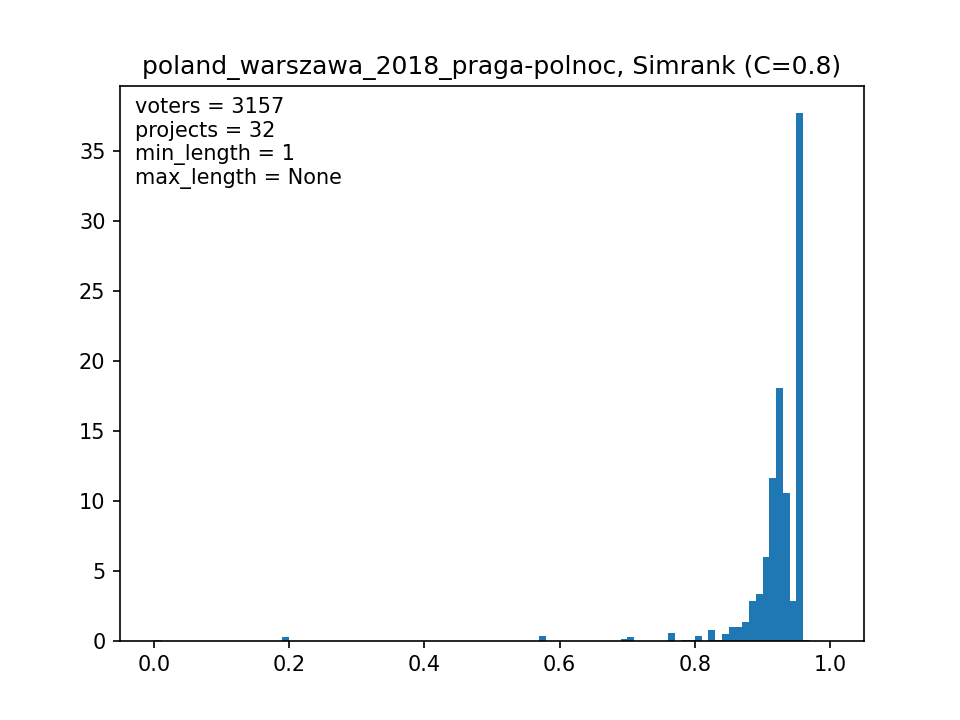 poland_warszawa_2018_praga-polnoc, Simrank (C=0.8)
voters = 3157
projects = 32
min_length = 1
max_length = None
35
30
25
20
15
10
5
0
0.0 0.2 0.4 0.6 0.8 1.0